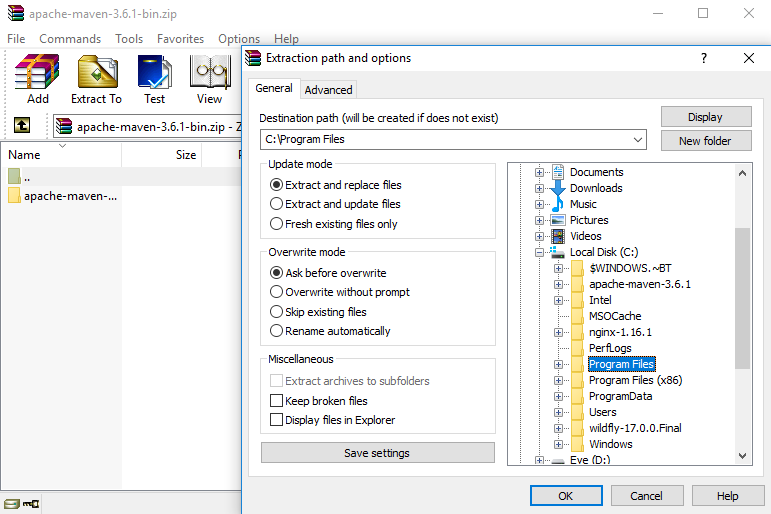 apache-maven-3.6.1-bin.zip
File Commands Tools Favorites Options Help
Add Extract To Test View
apache-maven-3.6.1-bin.zip - Z
Name Size
..
apache-maven-...
Extraction path and options
General Advanced
Destination path (will be created if does not exist)
C:\Program Files
Display
New folder
Update mode
Extract and replace files
Extract and update files
Fresh existing files only
Overwrite mode
Ask before overwrite
Overwrite without prompt
Skip existing files
Rename automatically
Miscellaneous
Extract archives to subfolders
Keep broken files
Display files in Explorer
Save settings
Documents
Downloads
Music
Pictures
Videos
Local Disk (C:)
$WINDOWS.~BT
apache-maven-3.6.1
Intel
MSOCache
nginx-1.16.1
PerfLogs
Program Files
Program Files (x86)
ProgramData
Users
wildfly-17.0.0.Final
Windows
Eve (D:)
OK Cancel Help